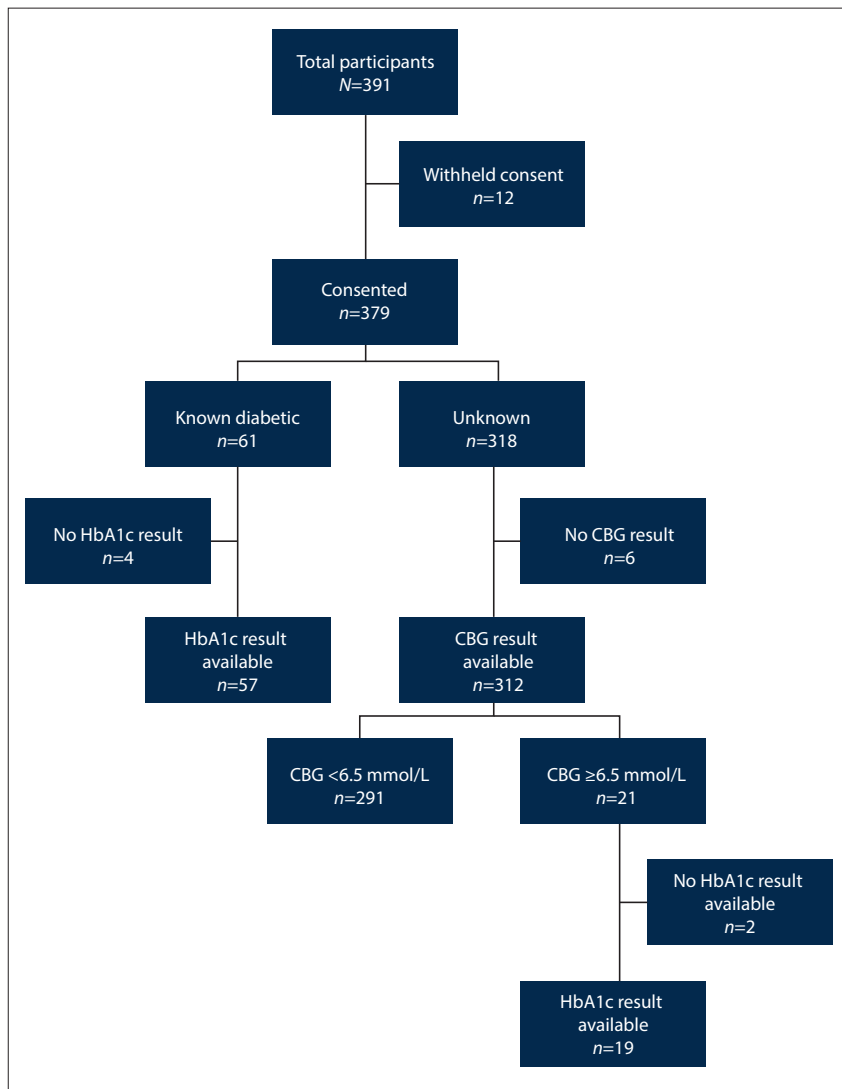 Total participants
N=391
Withheld consent
n=12
Consented
n=379
Known diabetic
n=61
Unknown
n=318
No HbA1c result
n=4
No CBG result
n=6
HbA1c result
available
n=57
CBG result
available
n=312
CBG <6.5 mmol/L
n=291
CBG ≥6.5 mmol/L
n=21
No HbA1c result
available
n=2
HbA1c result
available
n=19